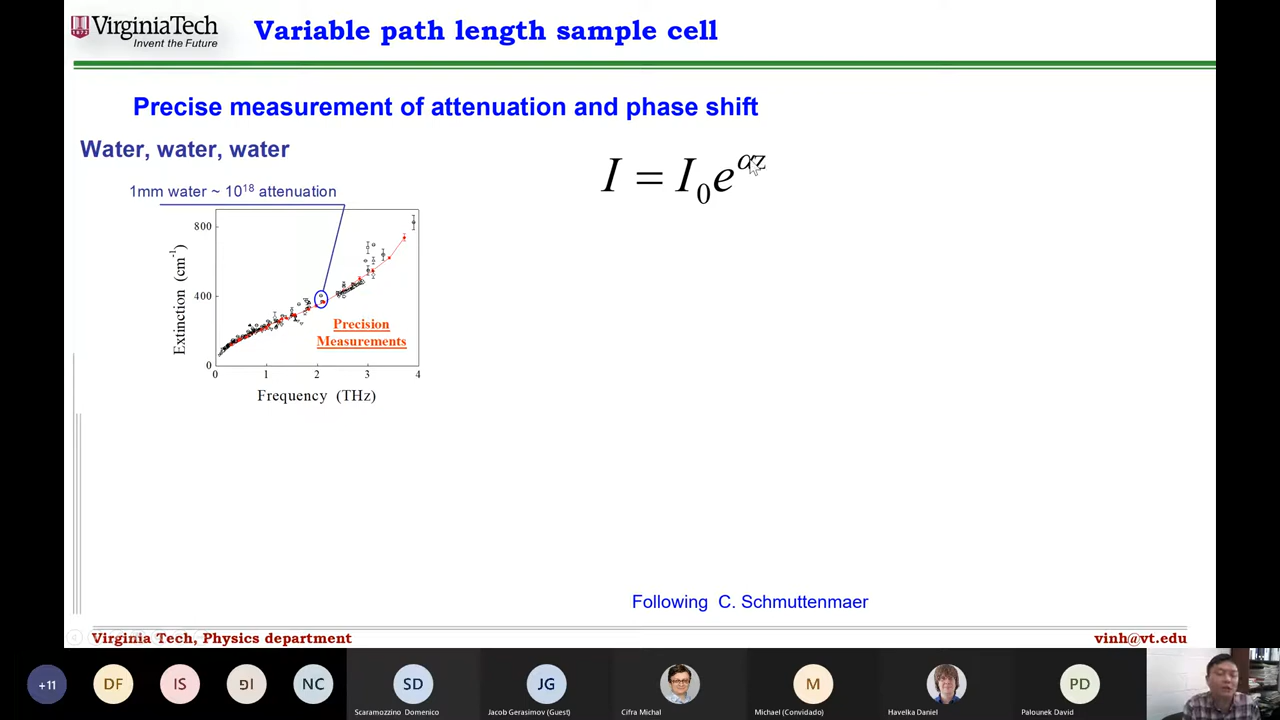 VirginiaTech
Invent the Future
Variable path length sample cell
Precise measurement of attenuation and phase shift
Water, water, water
I = I₀e^αz
1mm water ~ 10¹⁸ attenuation
800
400
0
Extinction (cm⁻¹)
Precision
Measurements
0 1 2 3 4
Frequency (THz)
Following C. Schmuttenmaer
Virginia Tech, Physics department
vinh@vt.edu
+11
DF
IS
ופ
NC
SD
JG
M
PD
Scaramozzino Domenico
Jacob Gerasimov (Guest)
Cifra Michal
Michael (Convidado)
Havelka Daniel
Palounek David